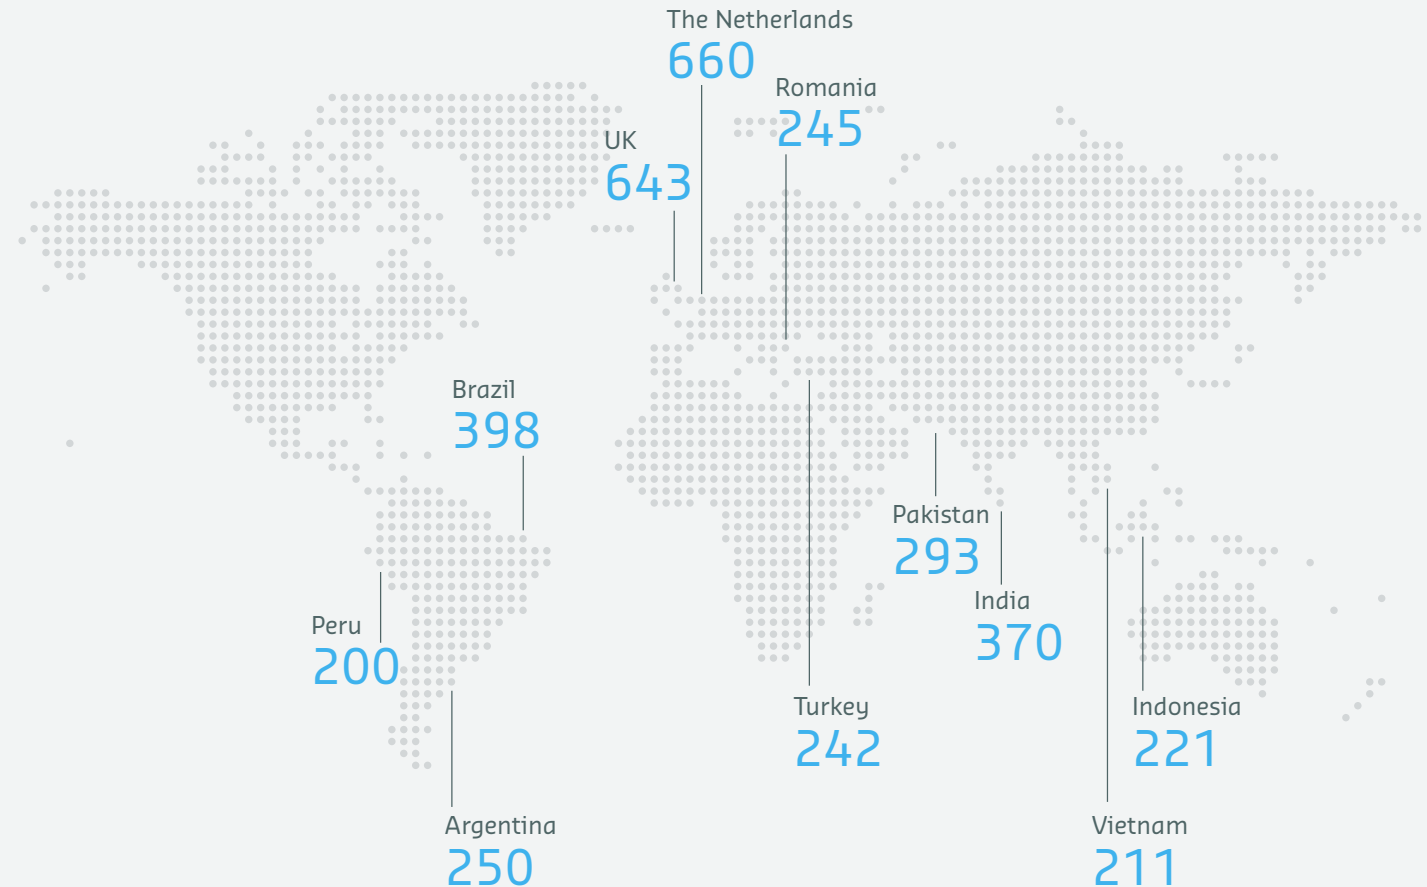 The Netherlands
660
Romania
245
UK
643
Brazil
398
Pakistan
293
India
370
Peru
200
Turkey
242
Indonesia
221
Argentina
250
Vietnam
211